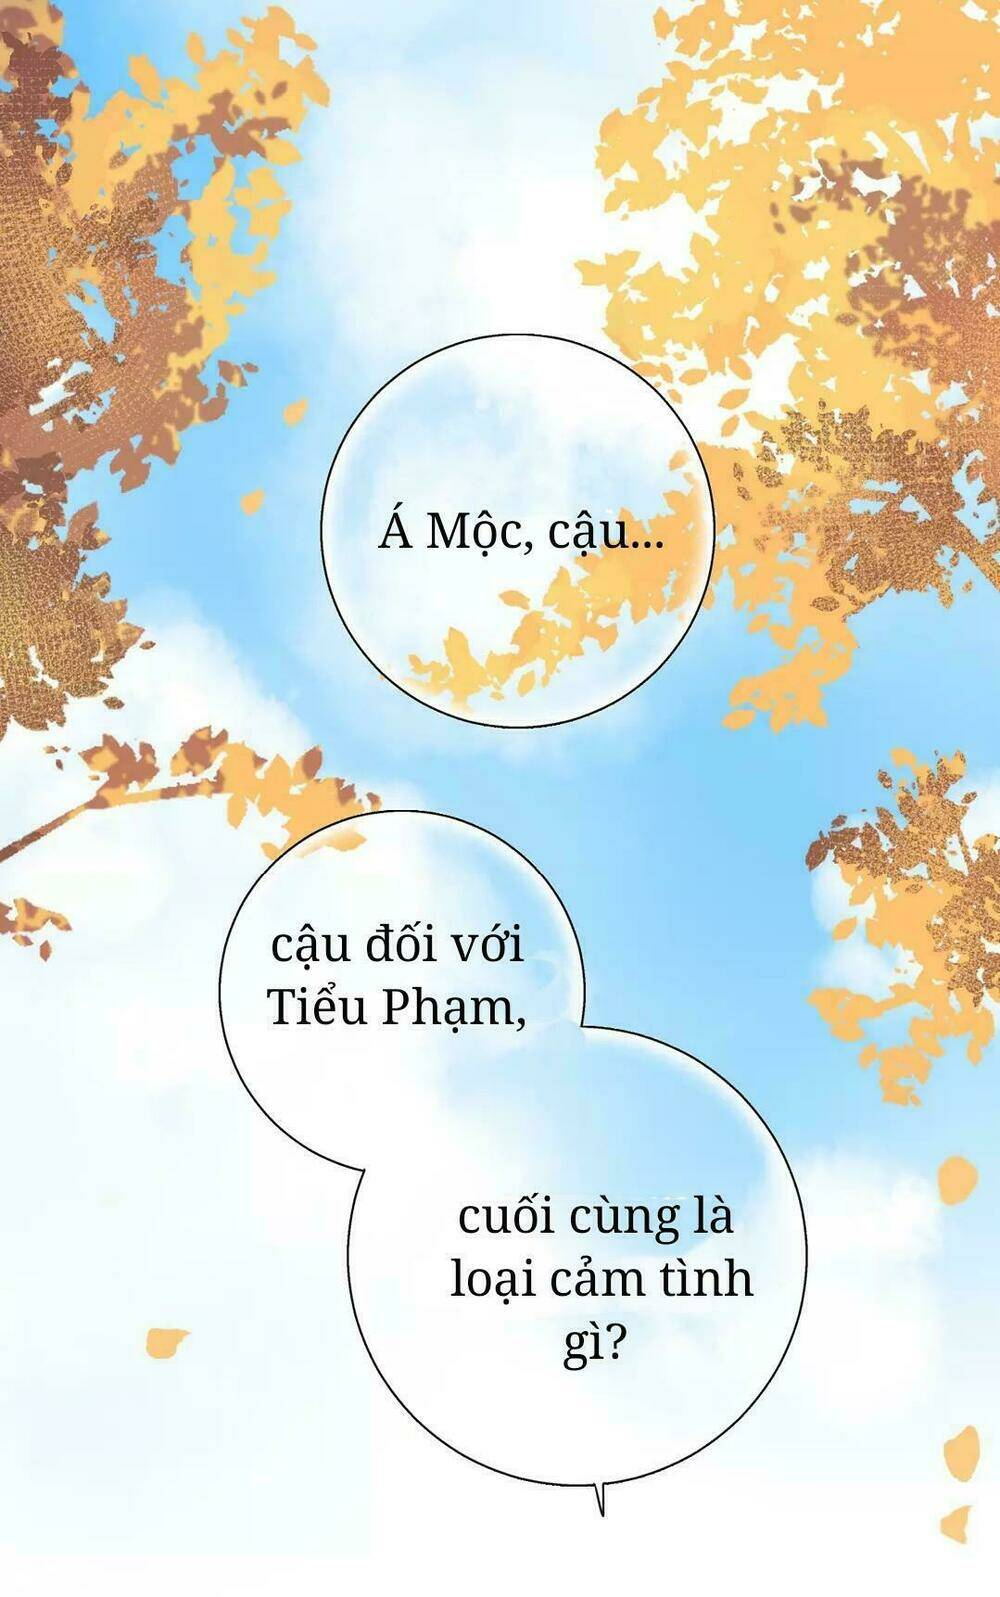 Á Mộc, cậu...
cậu đối với
Tiểu Phạm,
cuối cùng là
loại cảm tình
gì?